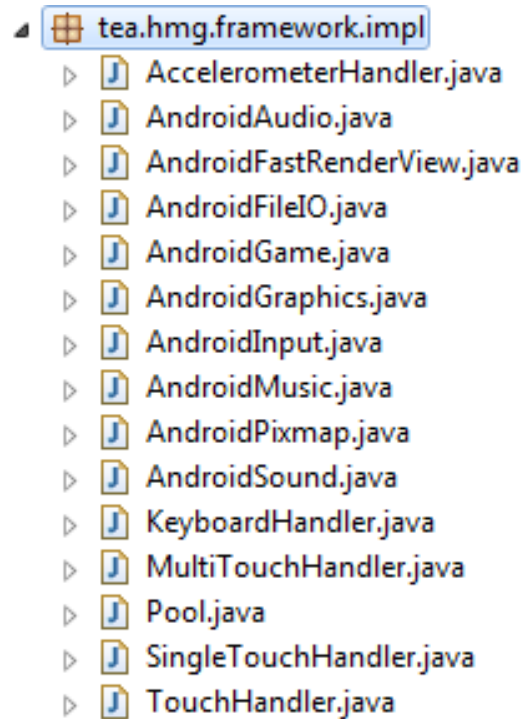 tea.hmg.framework.impl
AccelerometerHandler.java
AndroidAudio.java
AndroidFastRenderView.java
AndroidFileIO.java
AndroidGame.java
AndroidGraphics.java
AndroidInput.java
AndroidMusic.java
AndroidPixmap.java
AndroidSound.java
KeyboardHandler.java
MultiTouchHandler.java
Pool.java
SingleTouchHandler.java
TouchHandler.java